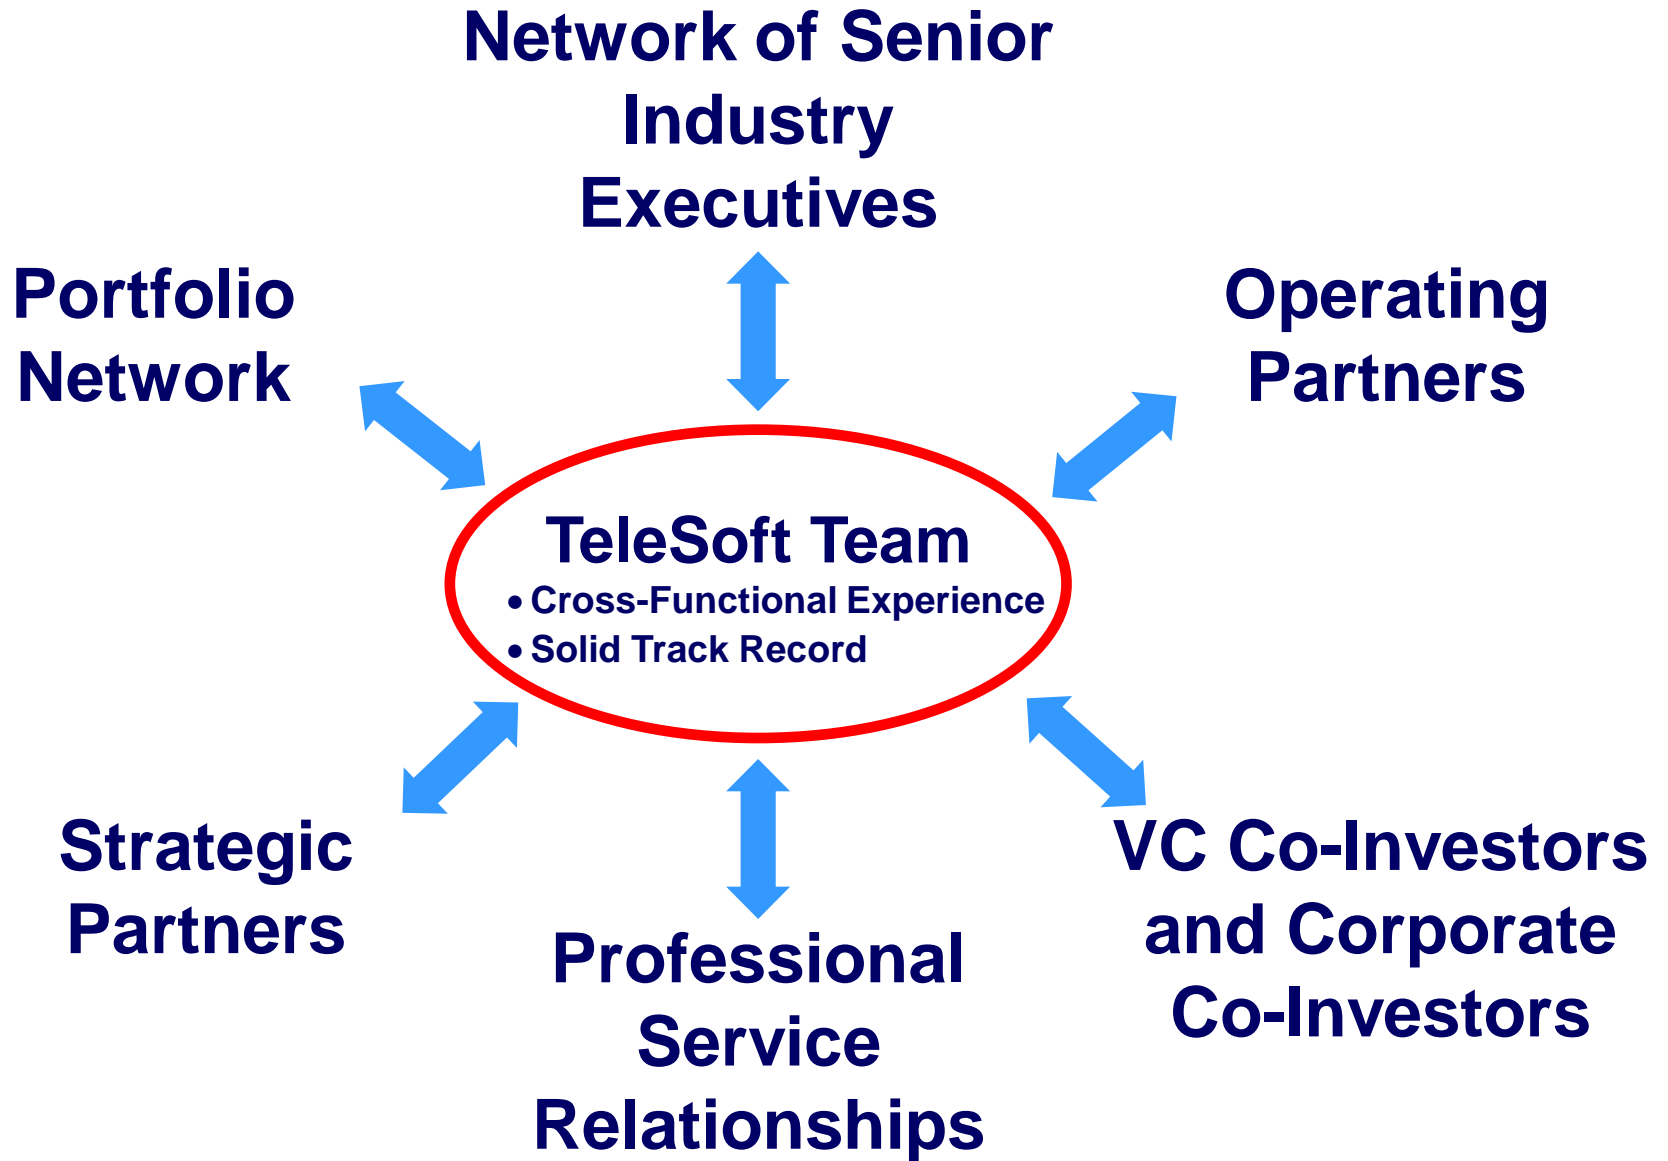 Network of Senior
Industry
Executives
Portfolio
Network
Operating
Partners
TeleSoft Team
• Cross-Functional Experience
• Solid Track Record
Strategic
Partners
Professional
Service
Relationships
VC Co-Investors
and Corporate
Co-Investors